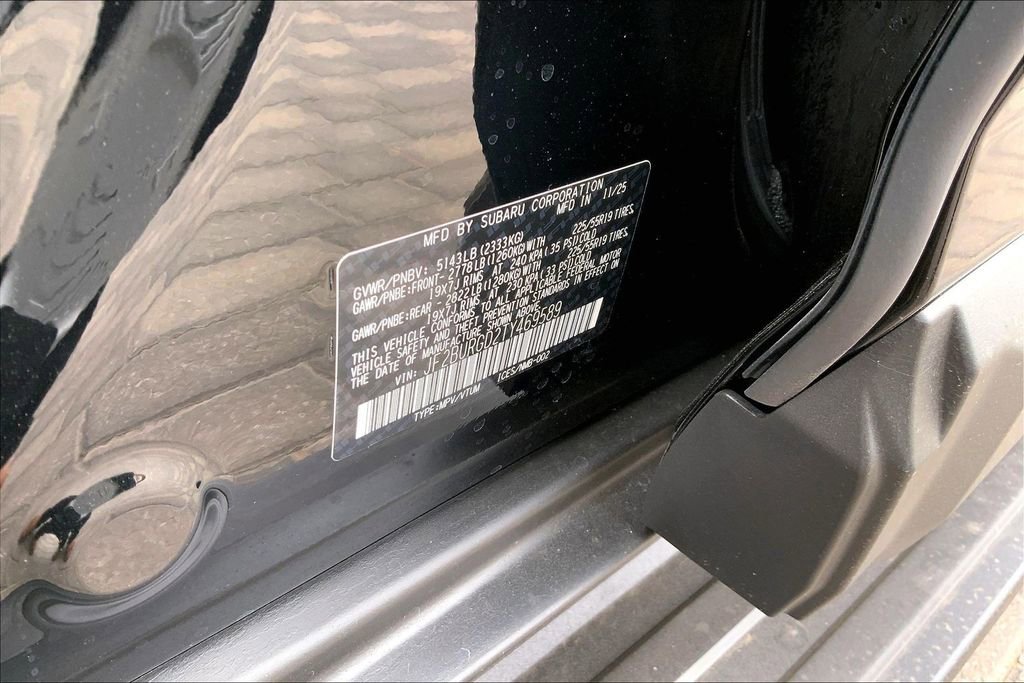 MFD BY SUBARU CORPORATION
MFD IN 11/25
GVWR/PNBV: 5143LB(2333KG)
GAWR/PNBE:FRONT-2778LB(1260KG)WITH 225/55R19 TIRES,
19X7J RIMS AT 240 KPA(35 PSI)COLD
GAWR/PNBE:REAR -2822LB(1280KG)WITH 225/55R19 TIRES,
19X7J RIMS AT 230 KPA(33 PSI)COLD
THIS VEHICLE CONFORMS TO ALL APPLICABLE FEDERAL MOTOR
VEHICLE SAFETY AND THEFT PREVENTION STANDARDS IN EFFECT ON
THE DATE OF MANUFACTURE SHOWN ABOVE.
VIN: JF2BURGD2TY469589
TYPE:MPV/VTUM ICES/NMB-002